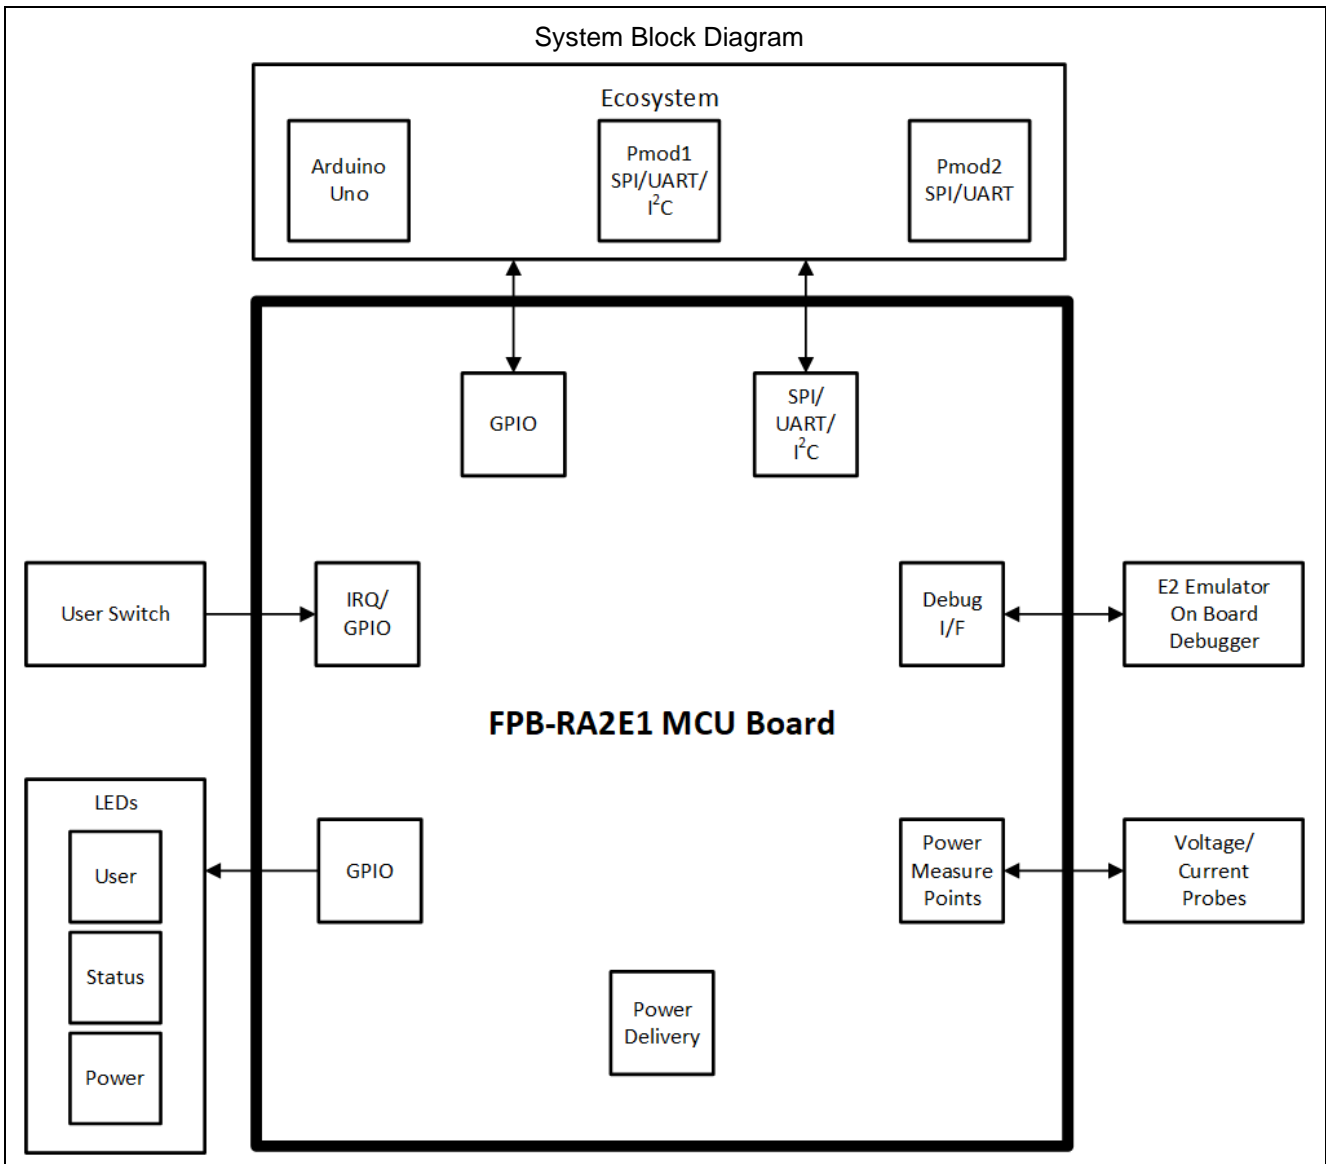 System Block Diagram
Ecosystem
Arduino
Uno
Pmod1
SPI/UART/
I²C
Pmod2
SPI/UART
GPIO
SPI/
UART/
I²C
User Switch
IRQ/
GPIO
Debug
I/F
E2 Emulator
On Board
Debugger
FPB-RA2E1 MCU Board
LEDs
User
Status
Power
GPIO
Power
Measure
Points
Voltage/
Current
Probes
Power
Delivery